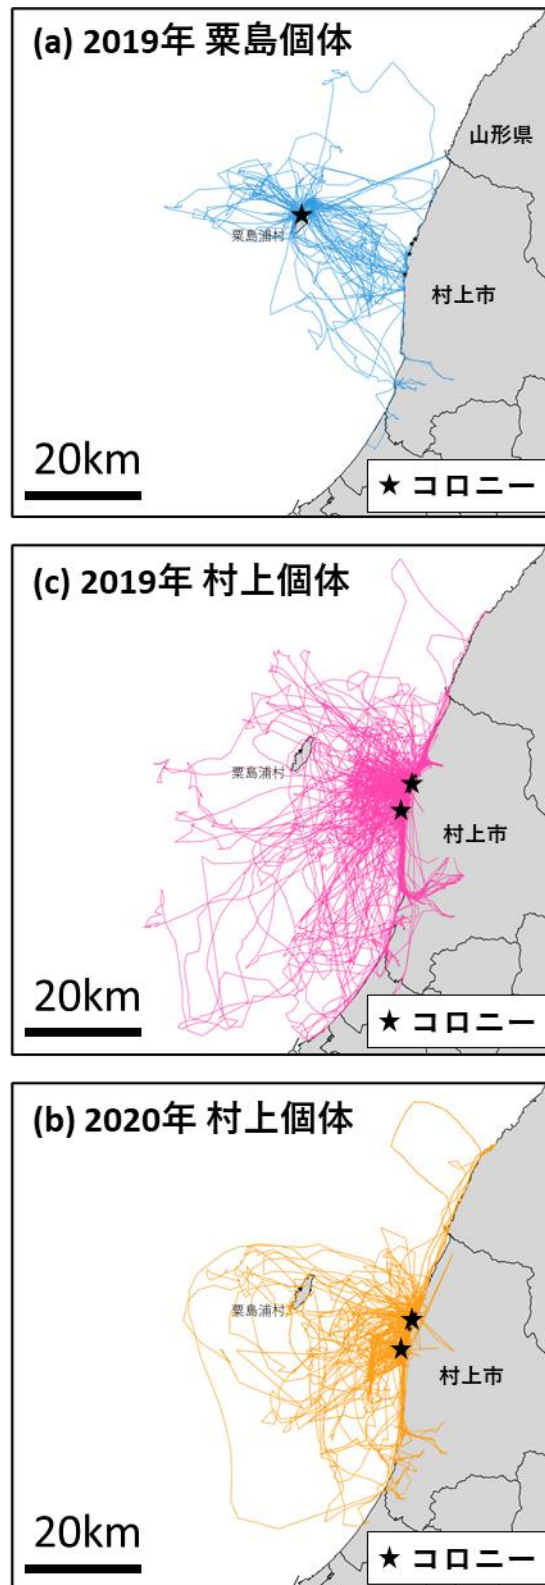 (a) 2019年 粟島個体
山形県
粟島浦村
村上市
20km
★ コロニー
(c) 2019年 村上個体
粟島浦村
村上市
20km
★ コロニー
(b) 2020年 村上個体
粟島浦村
村上市
20km
★ コロニー